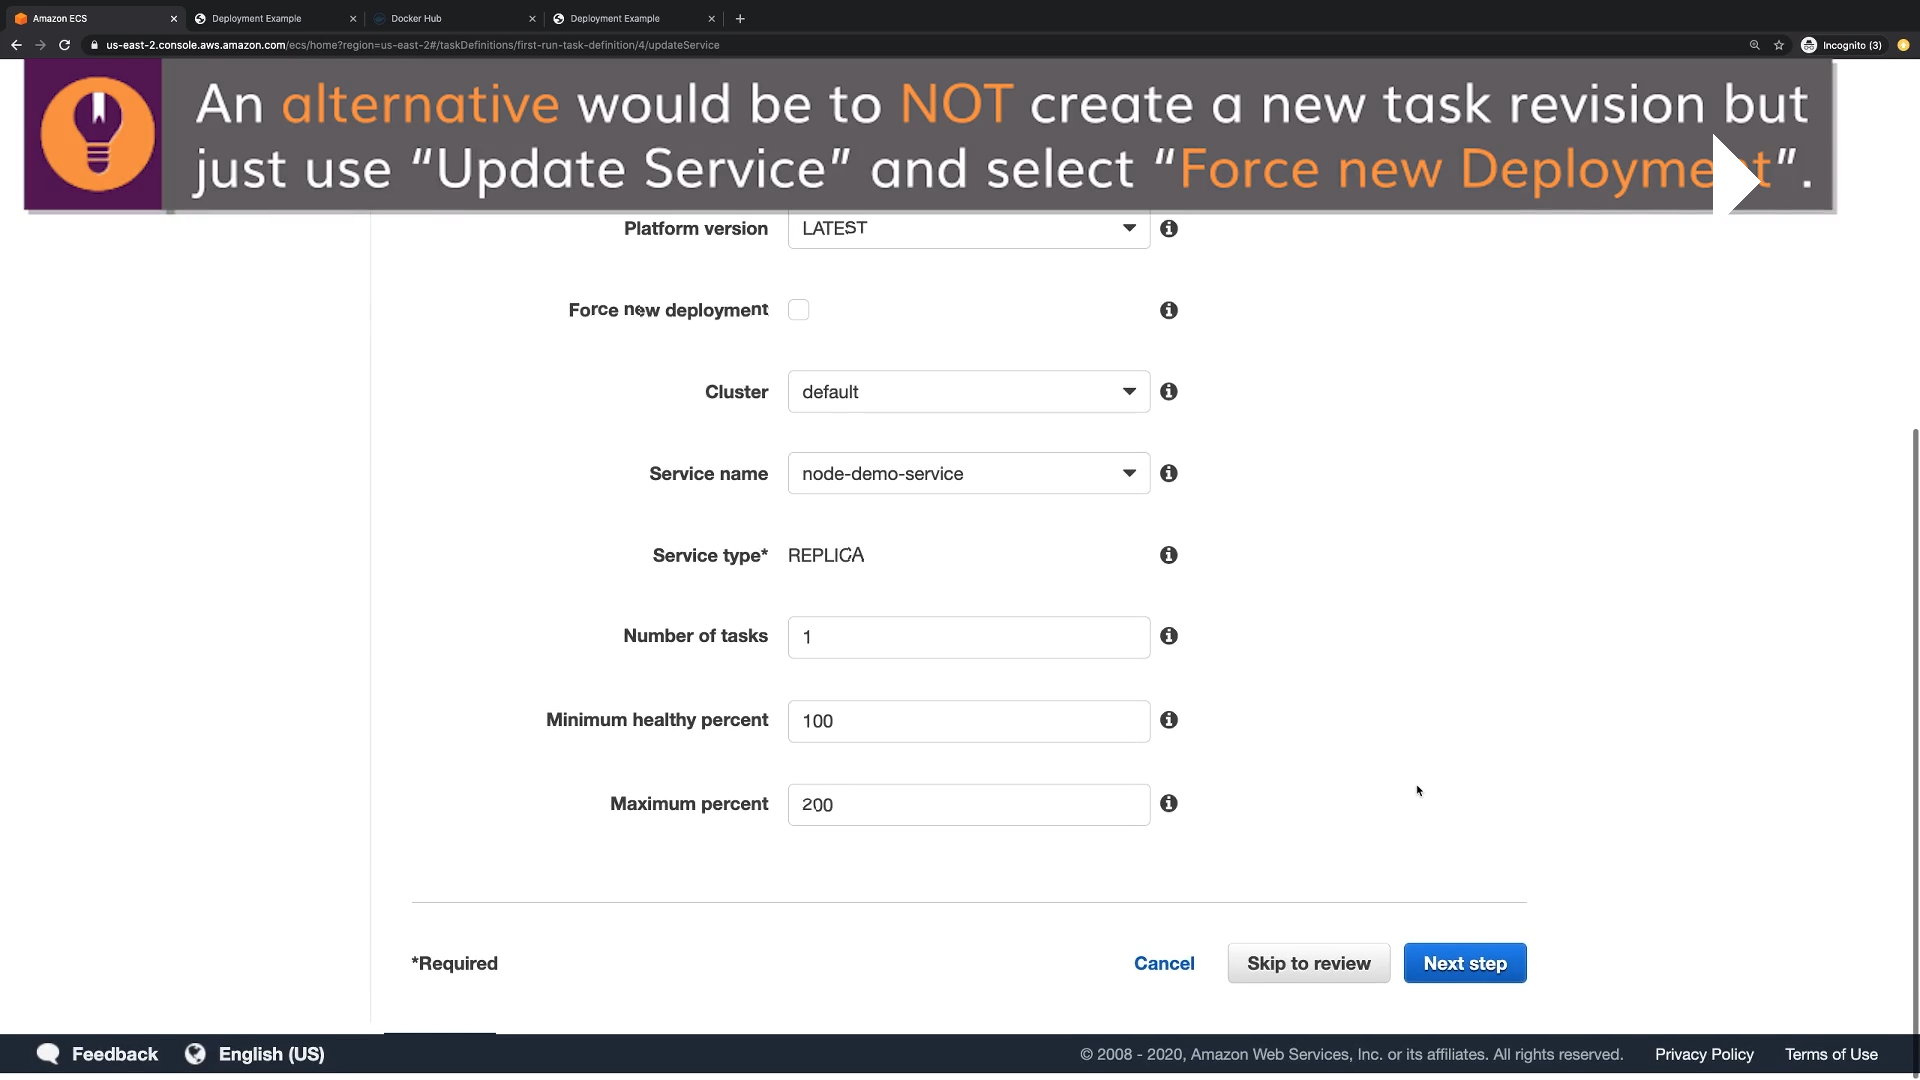 Amazon ECS
Deployment Example
Docker Hub
Deployment Example
us-east-2.console.aws.amazon.com/ecs/home?region=us-east-2#/taskDefinitions/first-run-task-definition/4/updateService
Incognito (3)
An alternative would be to NOT create a new task revision but
just use “Update Service” and select “Force new Deployment”.
Platform version LATEST
Force new deployment
Cluster default
Service name node-demo-service
Service type* REPLICA
Number of tasks 1
Minimum healthy percent 100
Maximum percent 200
*Required Cancel Skip to review Next step
Feedback English (US) © 2008 - 2020, Amazon Web Services, Inc. or its affiliates. All rights reserved. Privacy Policy Terms of Use